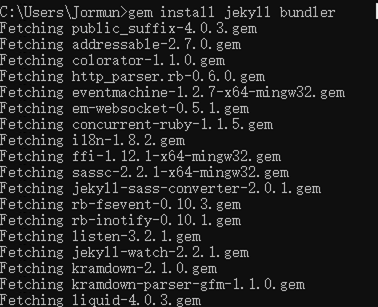 C:\Users\Jormun>gem install jekyll bundler
Fetching public_suffix-4.0.3.gem
Fetching addressable-2.7.0.gem
Fetching colorator-1.1.0.gem
Fetching http_parser.rb-0.6.0.gem
Fetching eventmachine-1.2.7-x64-mingw32.gem
Fetching em-websocket-0.5.1.gem
Fetching concurrent-ruby-1.1.5.gem
Fetching i18n-1.8.2.gem
Fetching ffi-1.12.1-x64-mingw32.gem
Fetching sassc-2.2.1-x64-mingw32.gem
Fetching jekyll-sass-converter-2.0.1.gem
Fetching rb-fsevent-0.10.3.gem
Fetching rb-inotify-0.10.1.gem
Fetching listen-3.2.1.gem
Fetching jekyll-watch-2.2.1.gem
Fetching kramdown-2.1.0.gem
Fetching kramdown-parser-gfm-1.1.0.gem
Fetching liquid-4.0.3.gem